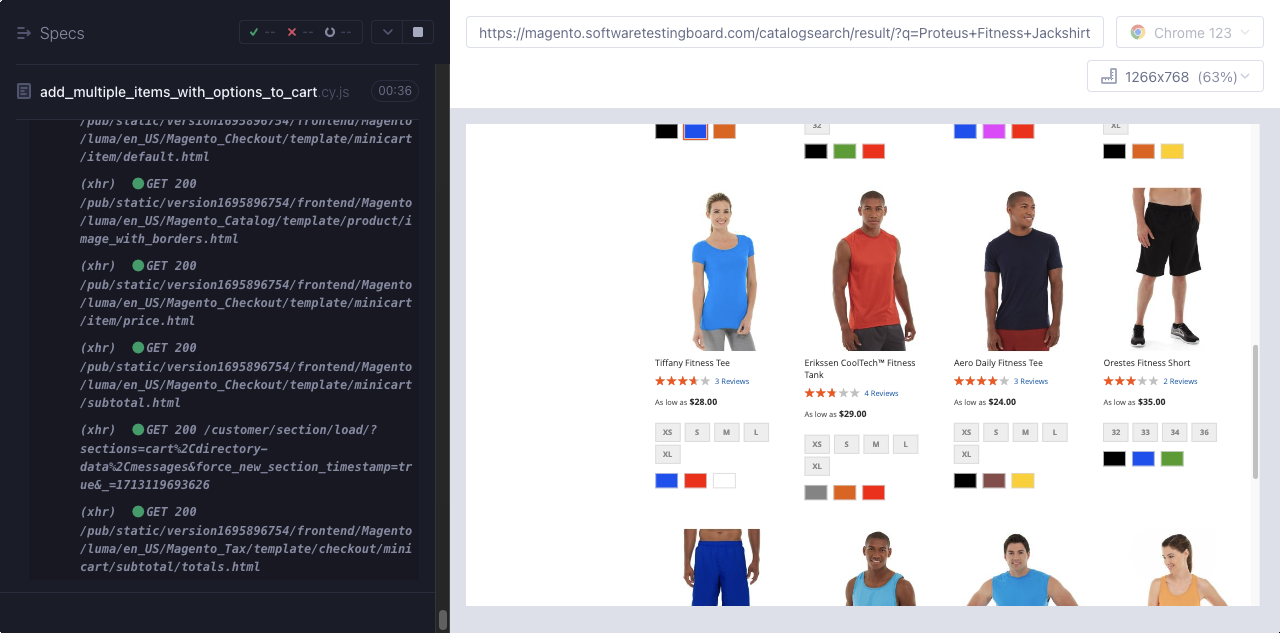 Specs
-- -- --
add_multiple_items_with_options_to_cart.cy.js 00:36
/pub/static/version1695896754/frontend/Magento
/luma/en_US/Magento_Checkout/template/minicart
/item/default.html
(xhr) GET 200
/pub/static/version1695896754/frontend/Magento
/luma/en_US/Magento_Catalog/template/product/i
mage_with_borders.html
(xhr) GET 200
/pub/static/version1695896754/frontend/Magento
/luma/en_US/Magento_Checkout/template/minicart
/item/price.html
(xhr) GET 200
/pub/static/version1695896754/frontend/Magento
/luma/en_US/Magento_Checkout/template/minicart
/subtotal.html
(xhr) GET 200 /customer/section/load/?
sections=cart%2Cdirectory-
data%2Cmessages&force_new_section_timestamp=tr
ue&_=1713119693626
(xhr) GET 200
/pub/static/version1695896754/frontend/Magento
/luma/en_US/Magento_Tax/template/checkout/mini
cart/subtotal/totals.html
https://magento.softwaretestingboard.com/catalogsearch/result/?q=Proteus+Fitness+Jackshirt
Chrome 123
1266x768 (63%)
32
XL
Tiffany Fitness Tee
3 Reviews
As low as $28.00
XS S M L
XL
Erikssen CoolTech™ Fitness
Tank
4 Reviews
As low as $29.00
XS S M L
XL
Aero Daily Fitness Tee
3 Reviews
As low as $24.00
XS S M L
XL
Orestes Fitness Short
2 Reviews
As low as $35.00
32 33 34 36